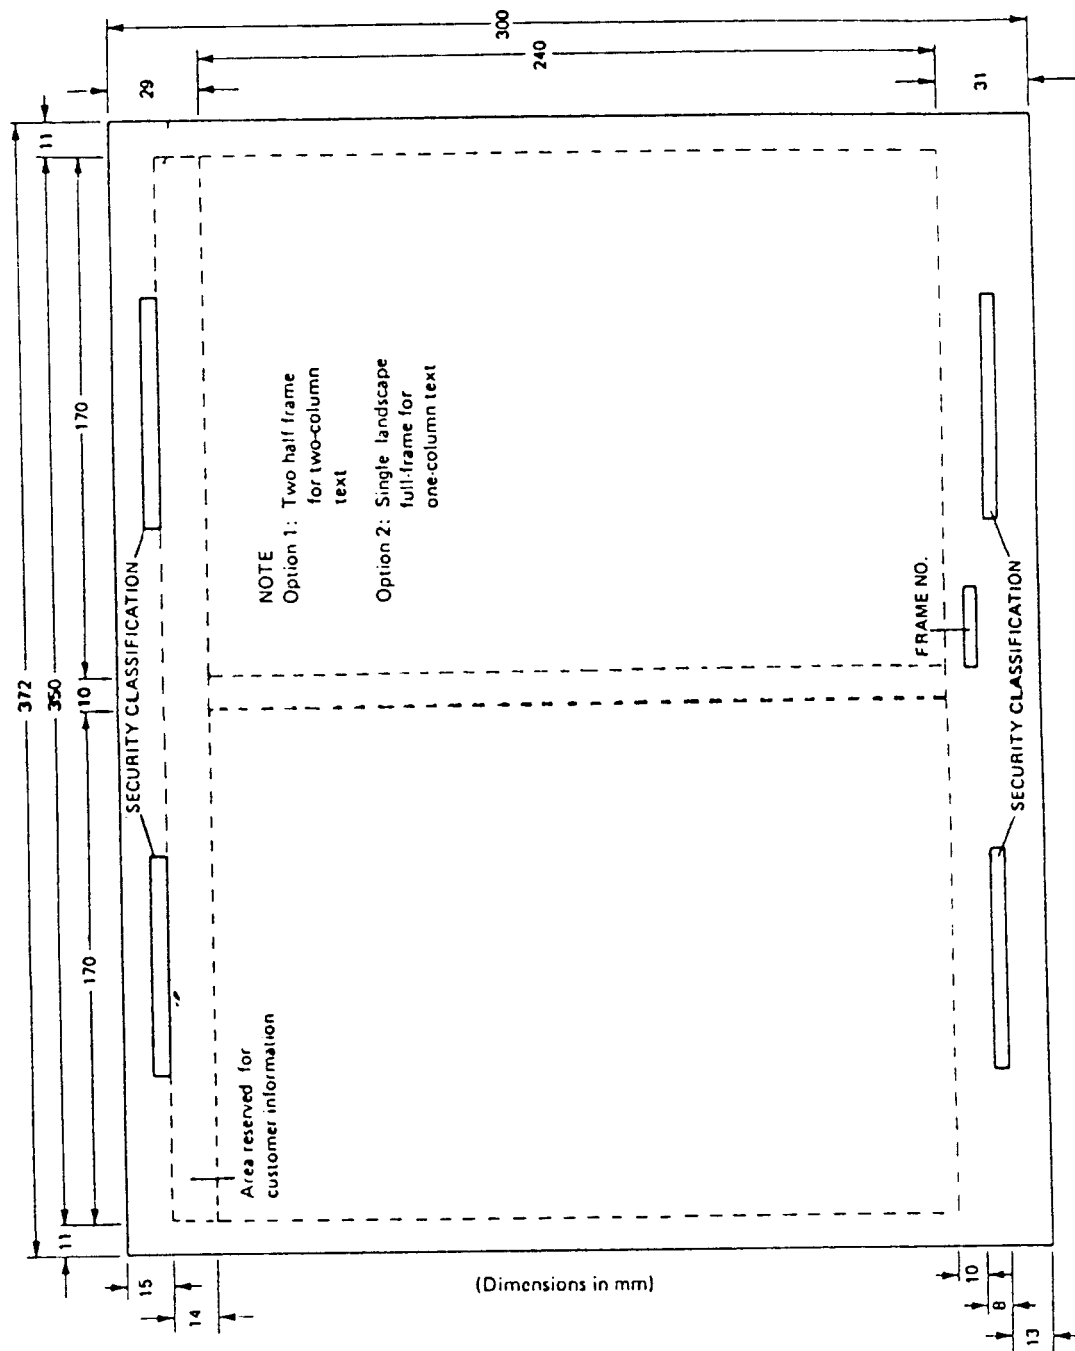 372
350
11
170
10
170
11
29
300
240
31
15
14
10
8
13
SECURITY CLASSIFICATION
NOTE
Option 1: Two half frame
for two-column
text
Option 2: Single landscape
full-frame for
one-column text
Area reserved for
customer information
FRAME NO.
SECURITY CLASSIFICATION
(Dimensions in mm)